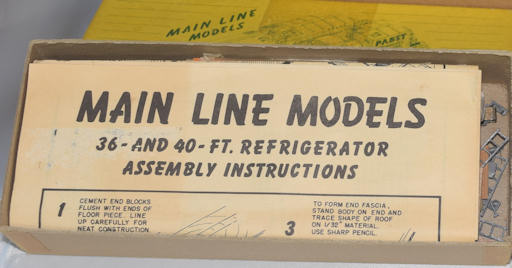 MAIN LINE
MODELS
PABST
MAIN LINE MODELS
36-AND 40-FT. REFRIGERATOR
ASSEMBLY INSTRUCTIONS
1
CEMENT END BLOCKS
FLUSH WITH ENDS OF
FLOOR PIECE. LINE
UP CAREFULLY FOR
NEAT CONSTRUCTION
3
TO FORM END FASCIA,
STAND BODY ON END AND
TRACE SHAPE OF ROOF
ON 1/32" MATERIAL.
USE SHARP PENCIL.